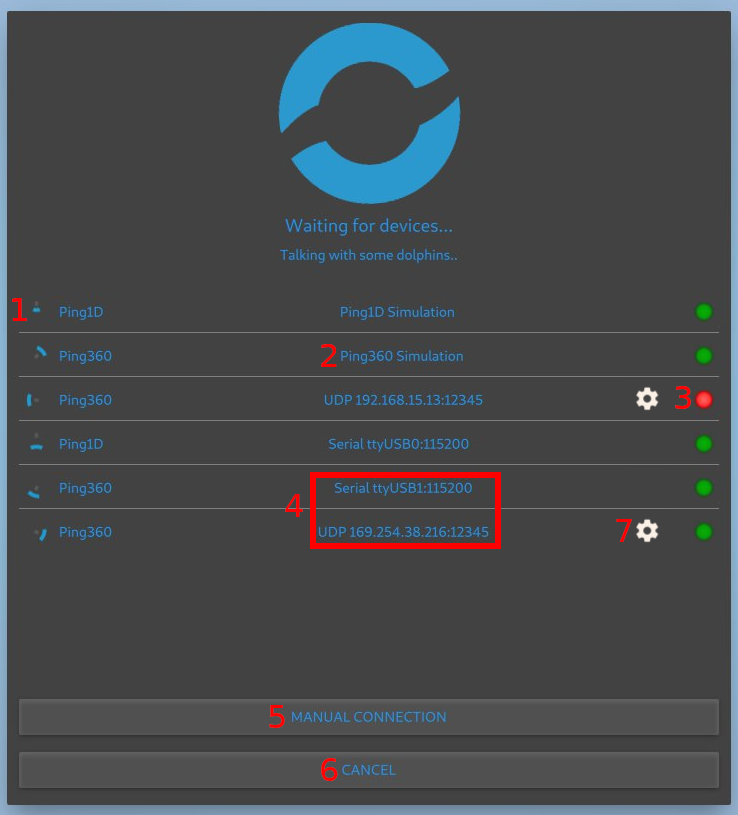 Waiting for devices...
Talking with some dolphins..
1 Ping1D Ping1D Simulation
Ping360 2 Ping360 Simulation
Ping360 UDP 192.168.15.13:12345 3
Ping1D Serial ttyUSB0:115200
Ping360 Serial ttyUSB1:115200
4
Ping360 UDP 169.254.38.216:12345 7
5 MANUAL CONNECTION
6 CANCEL